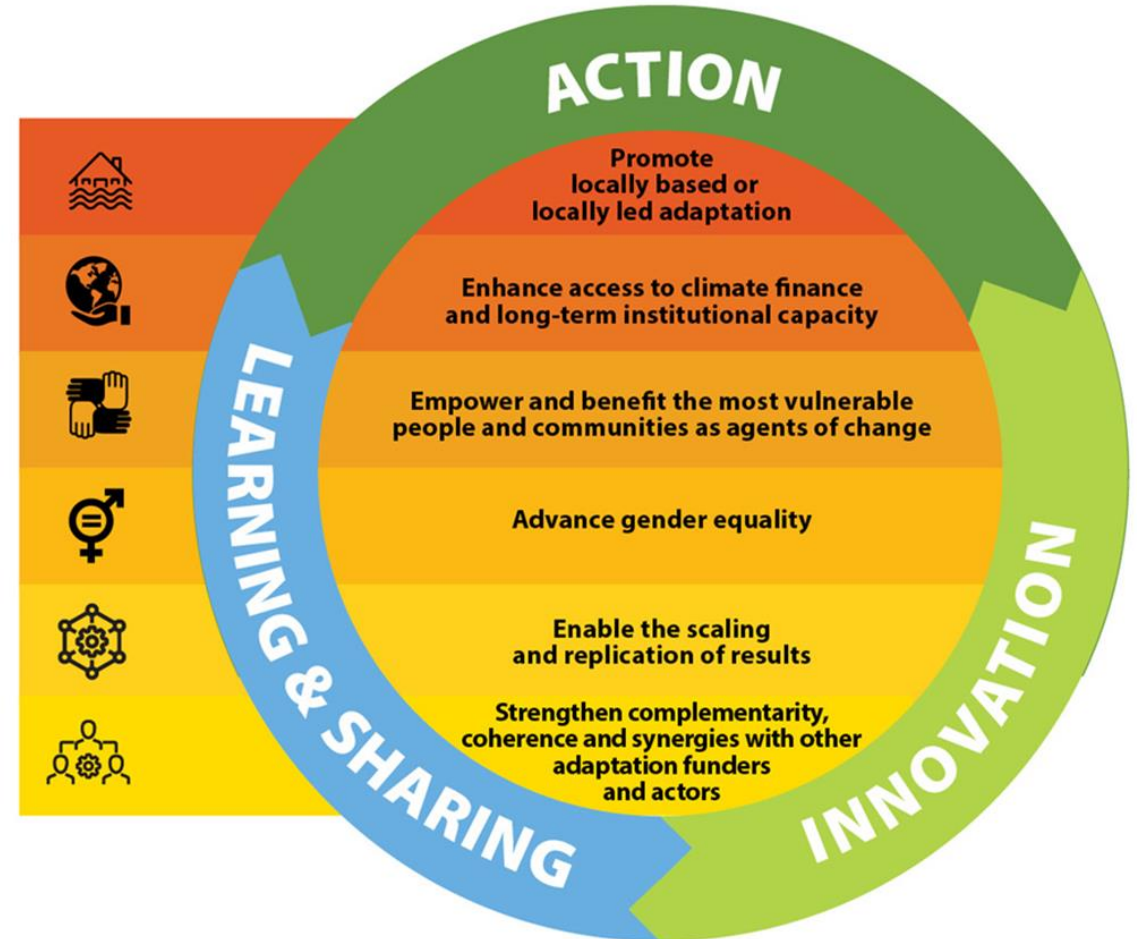 ACTION
Promote
locally based or
locally led adaptation
Enhance access to climate finance
and long-term institutional capacity
Empower and benefit the most vulnerable
people and communities as agents of change
Advance gender equality
Enable the scaling
and replication of results
Strengthen complementarity,
coherence and synergies with other
adaptation funders
and actors
INNOVATION
LEARNING & SHARING